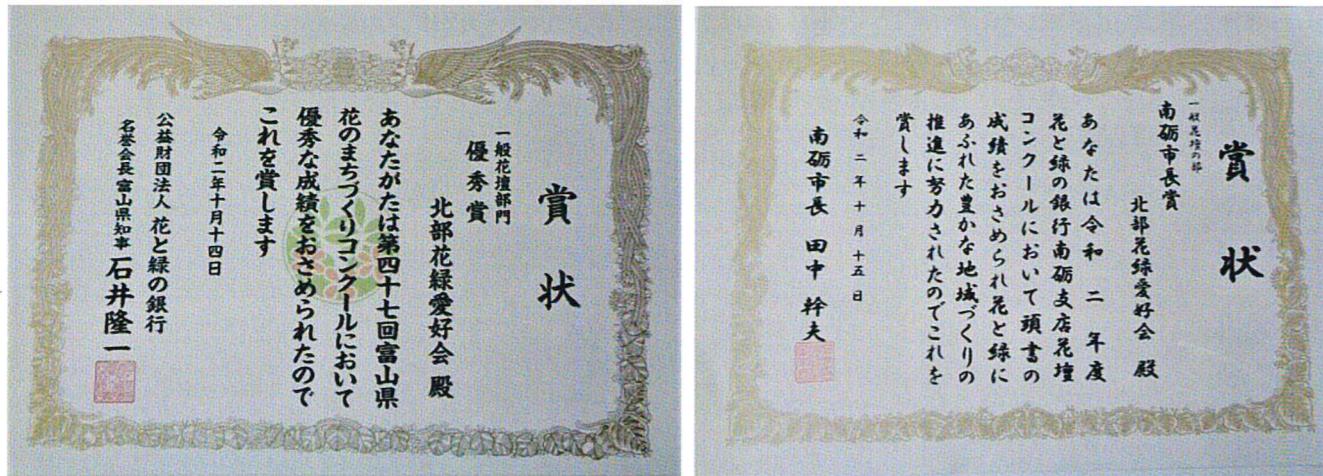 賞状
一般花壇部門
優秀賞
北部花緑愛好会 殿
あなたがたは第四十七回富山県
花のまちづくりコンクールにおいて
優秀な成績をおさめられたので
これを賞します
令和二年十月十四日
公益財団法人 花と緑の銀行
名誉会長 富山県知事 石井隆一
賞状
一般花壇の部
南砺市長賞
北部花緑愛好会 殿
あなたは令和二年度
花と緑の銀行南砺支店花壇
コンクールにおいて頭書の
成績をおさめられ花と緑に
あふれた豊かな地域づくりの
推進に努力されたのでこれを
賞します
令和二年十月十五日
南砺市長 田中幹夫